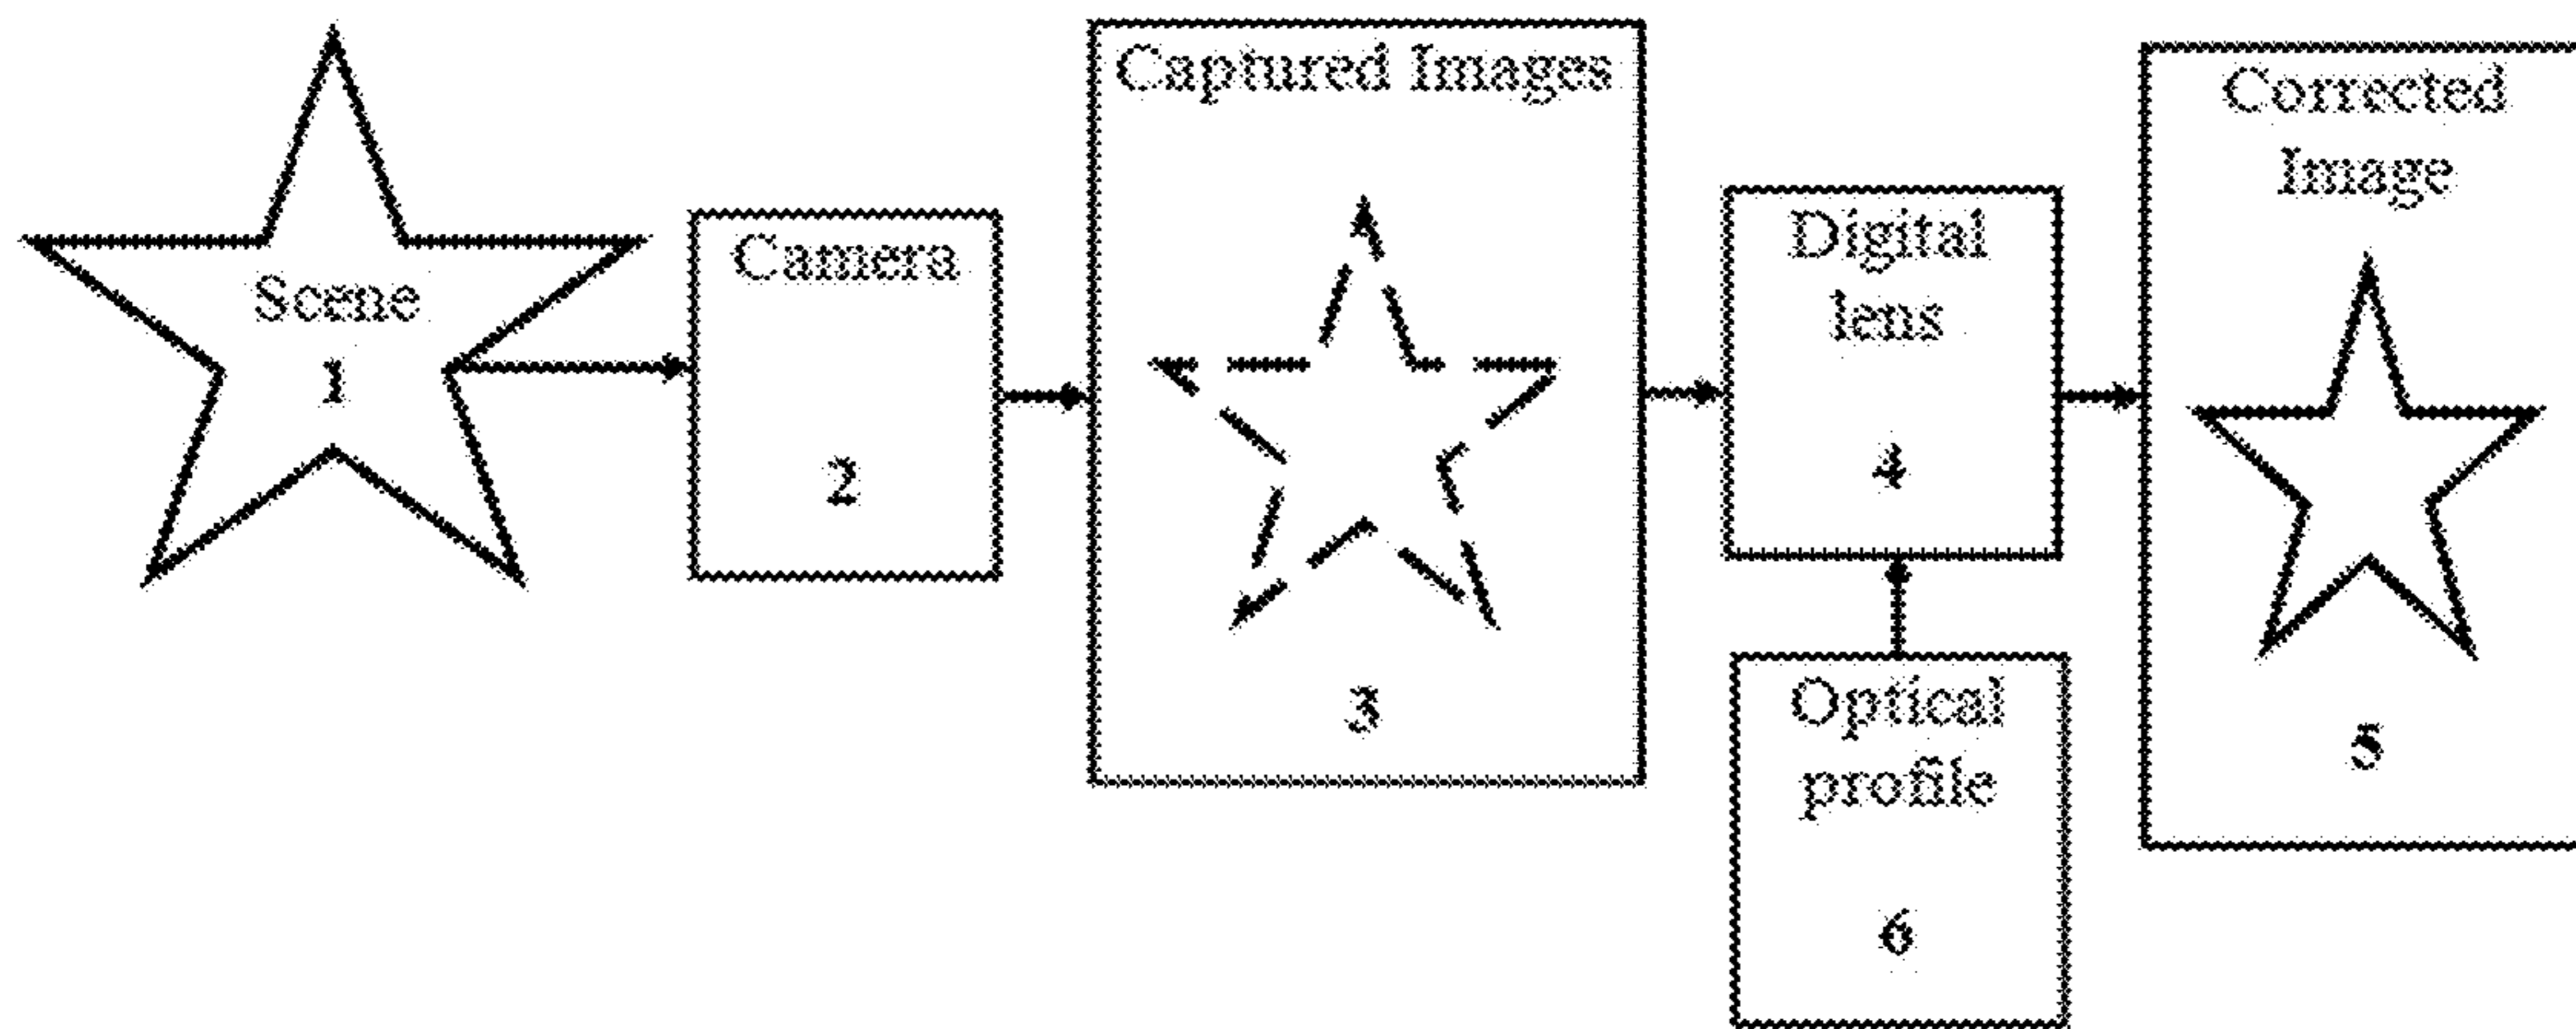 Scene
1
Camera
2
Captured Images
3
Digital
lens
4
Optical
profile
6
Corrected
Image
5